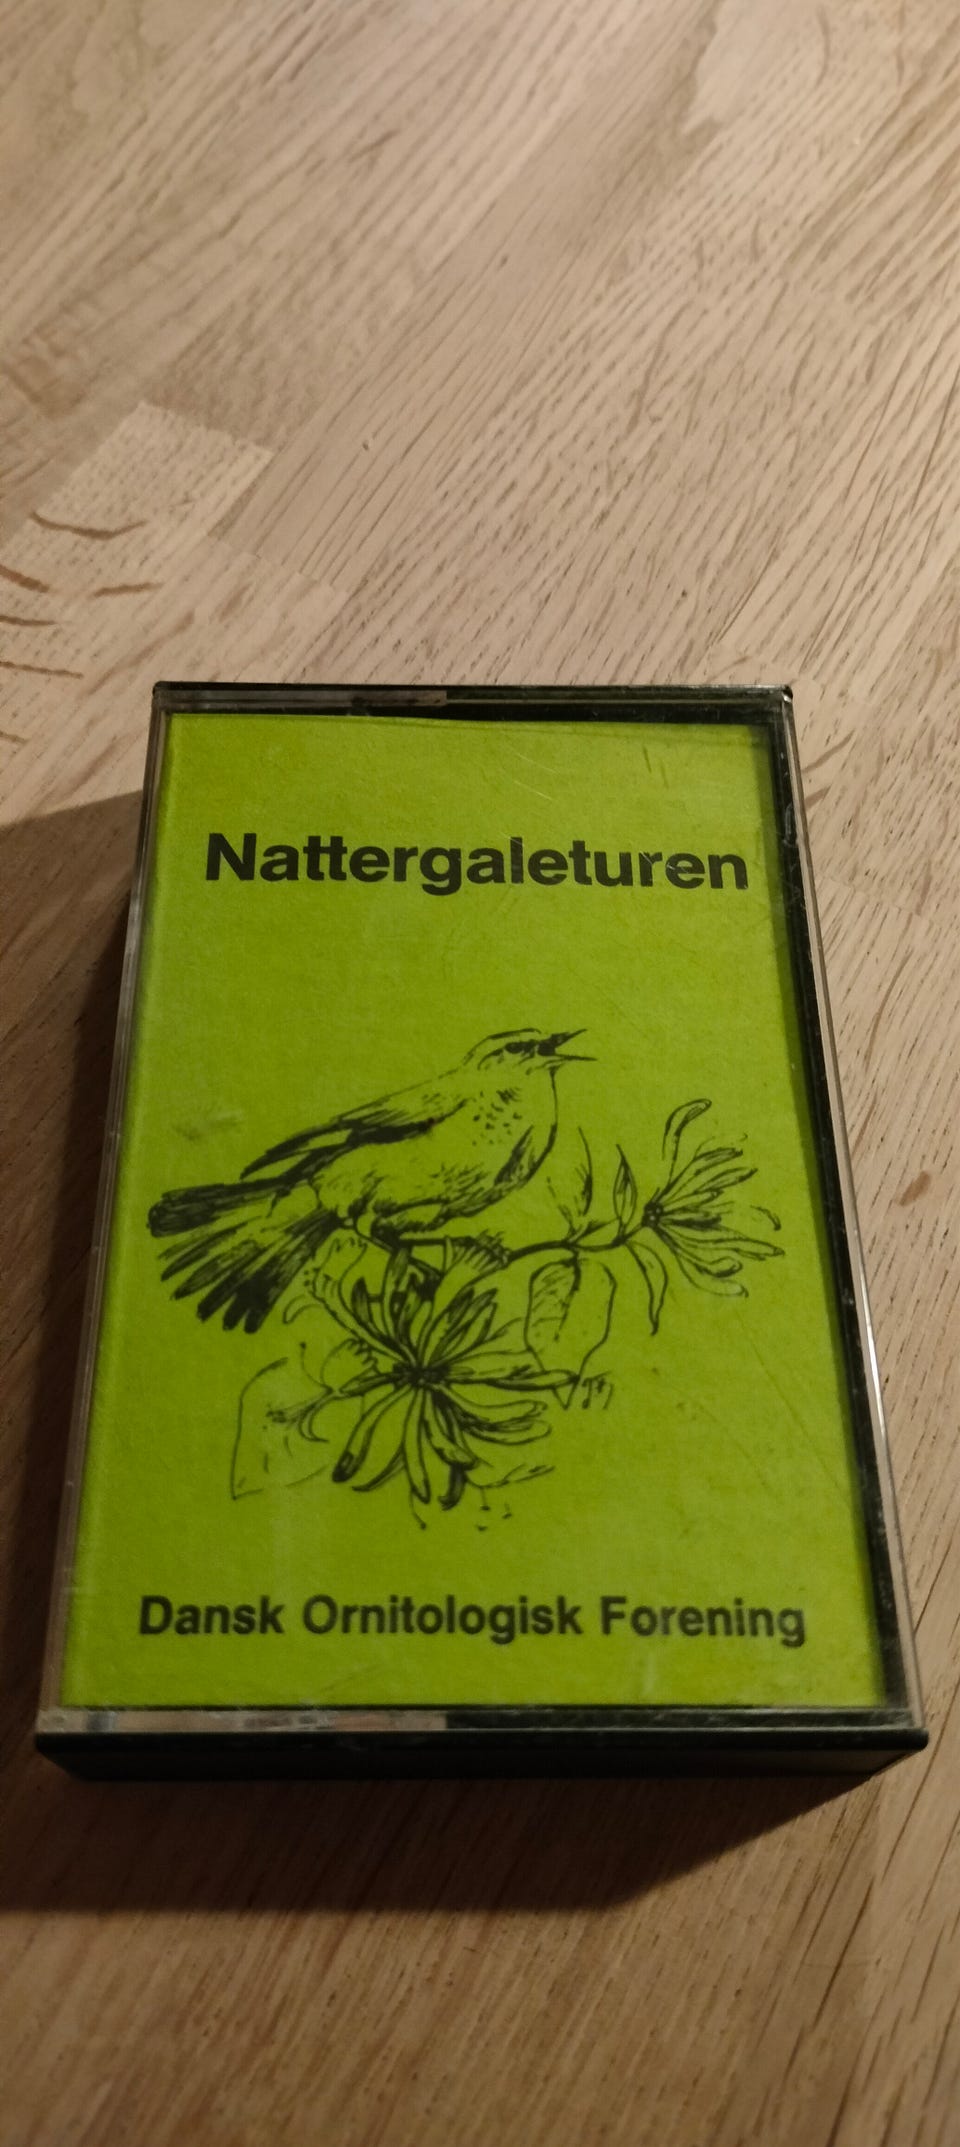 Nattergaleturen
Dansk Ornitologisk Forening